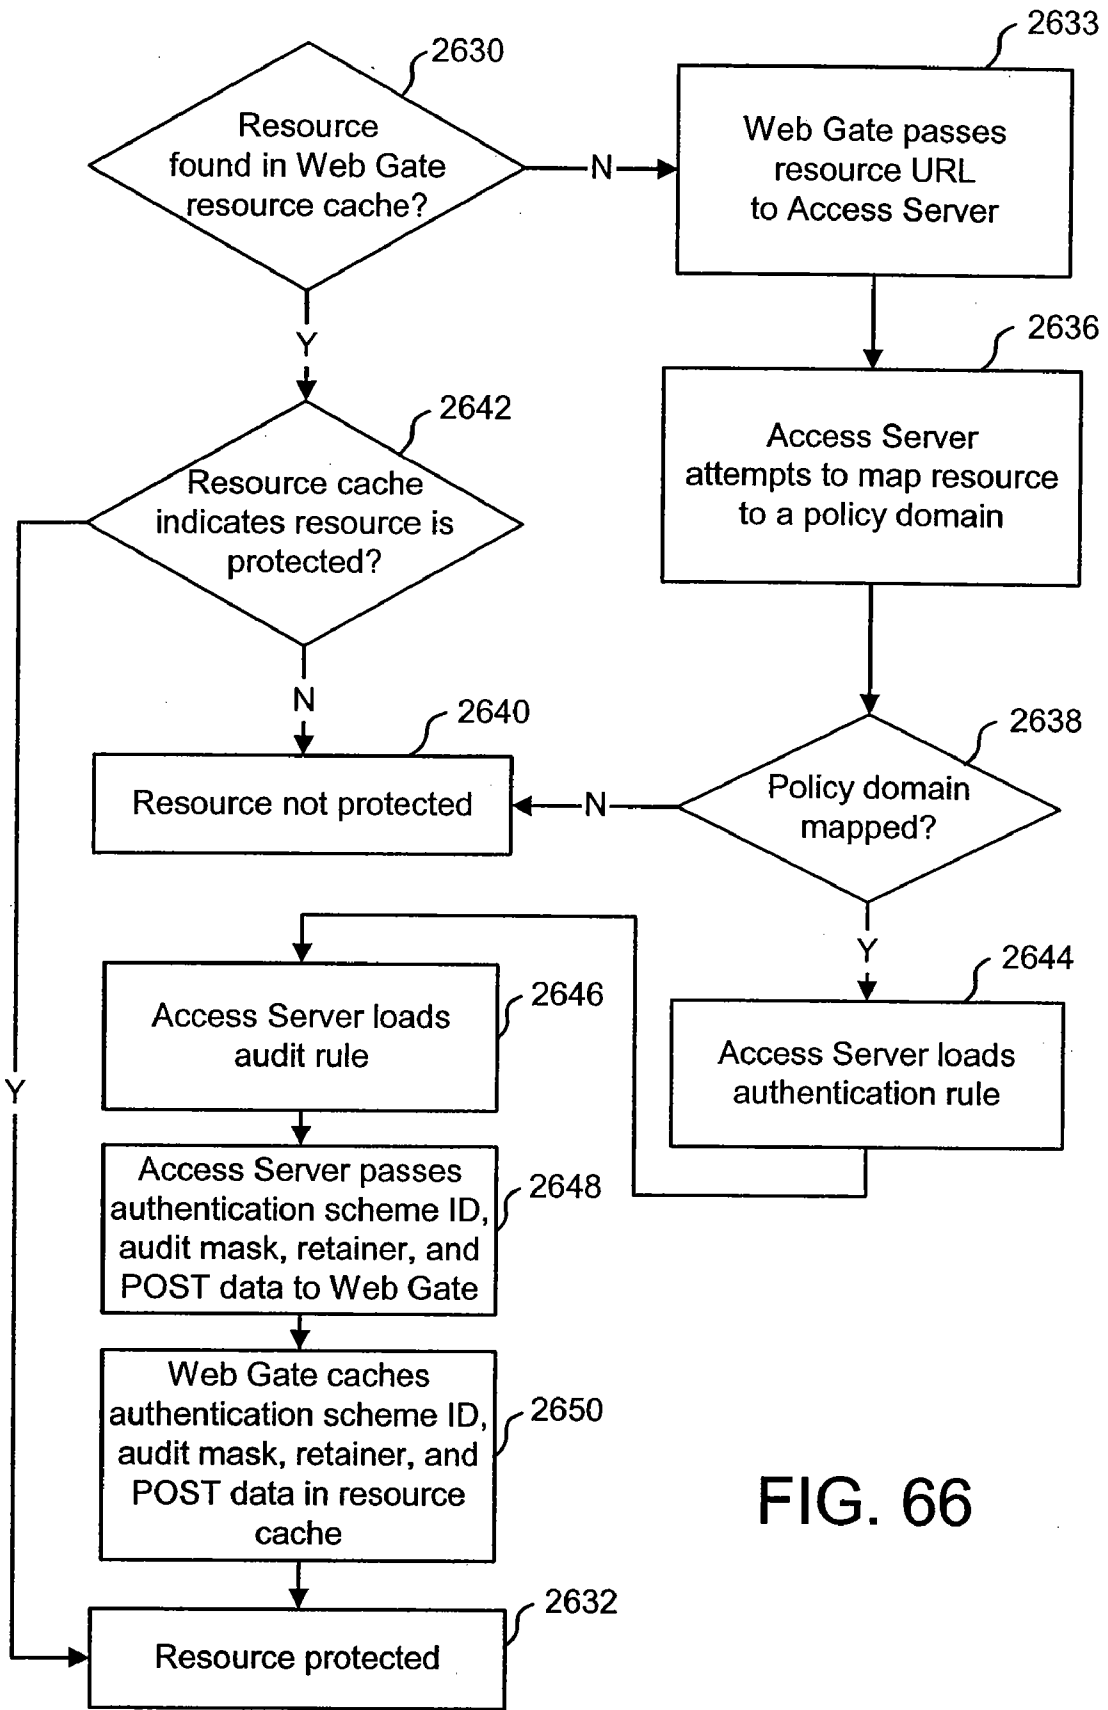 2630
Resource
found in Web Gate
resource cache?
N
2633
Web Gate passes
resource URL
to Access Server
Y
2636
Access Server
attempts to map resource
to a policy domain
2642
Resource cache
indicates resource is
protected?
N
2640
Resource not protected
N
2638
Policy domain
mapped?
Y
2644
Access Server loads
authentication rule
2646
Access Server loads
audit rule
Y
2648
Access Server passes
authentication scheme ID,
audit mask, retainer, and
POST data to Web Gate
2650
Web Gate caches
authentication scheme ID,
audit mask, retainer, and
POST data in resource
cache
2632
Resource protected
FIG. 66